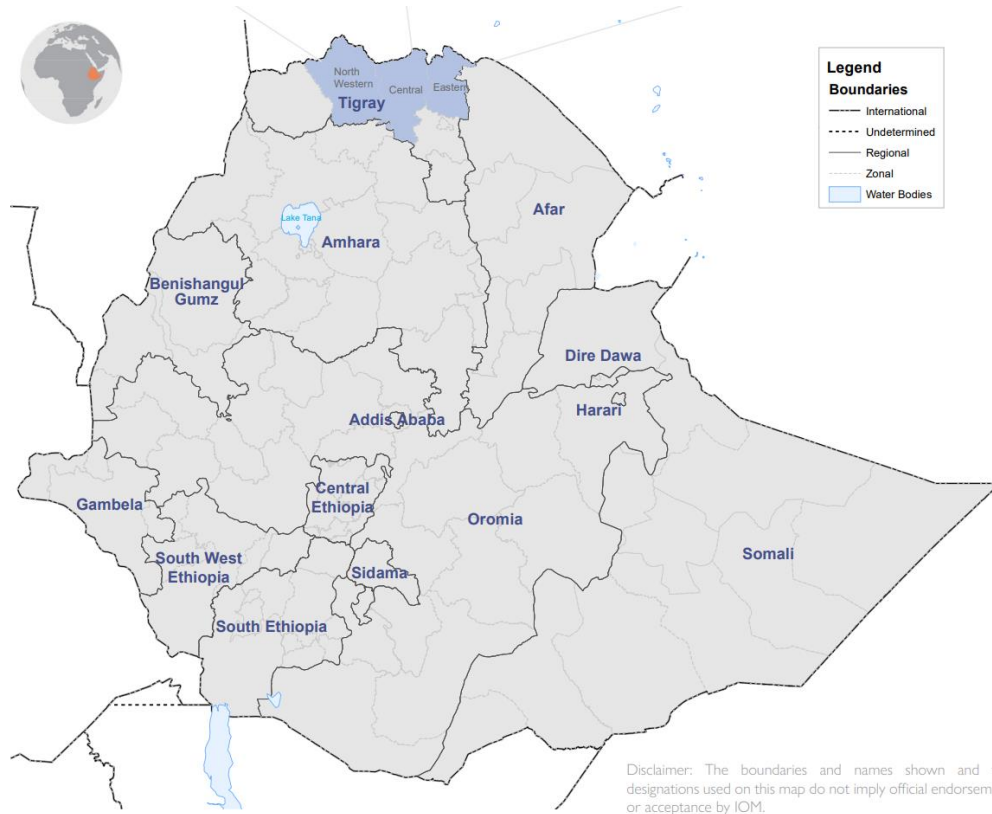 North
Western
Central
Eastern
Tigray
Lake Tana
Amhara
Afar
Benishangul
Gumz
Dire Dawa
Harari
Addis Ababa
Gambela
Central
Ethiopia
Oromia
Somali
South West
Ethiopia
Sidama
South Ethiopia
Legend
Boundaries
International
Undetermined
Regional
Zonal
Water Bodies
Disclaimer: The boundaries and names shown and
designations used on this map do not imply official
or acceptance by IOM.